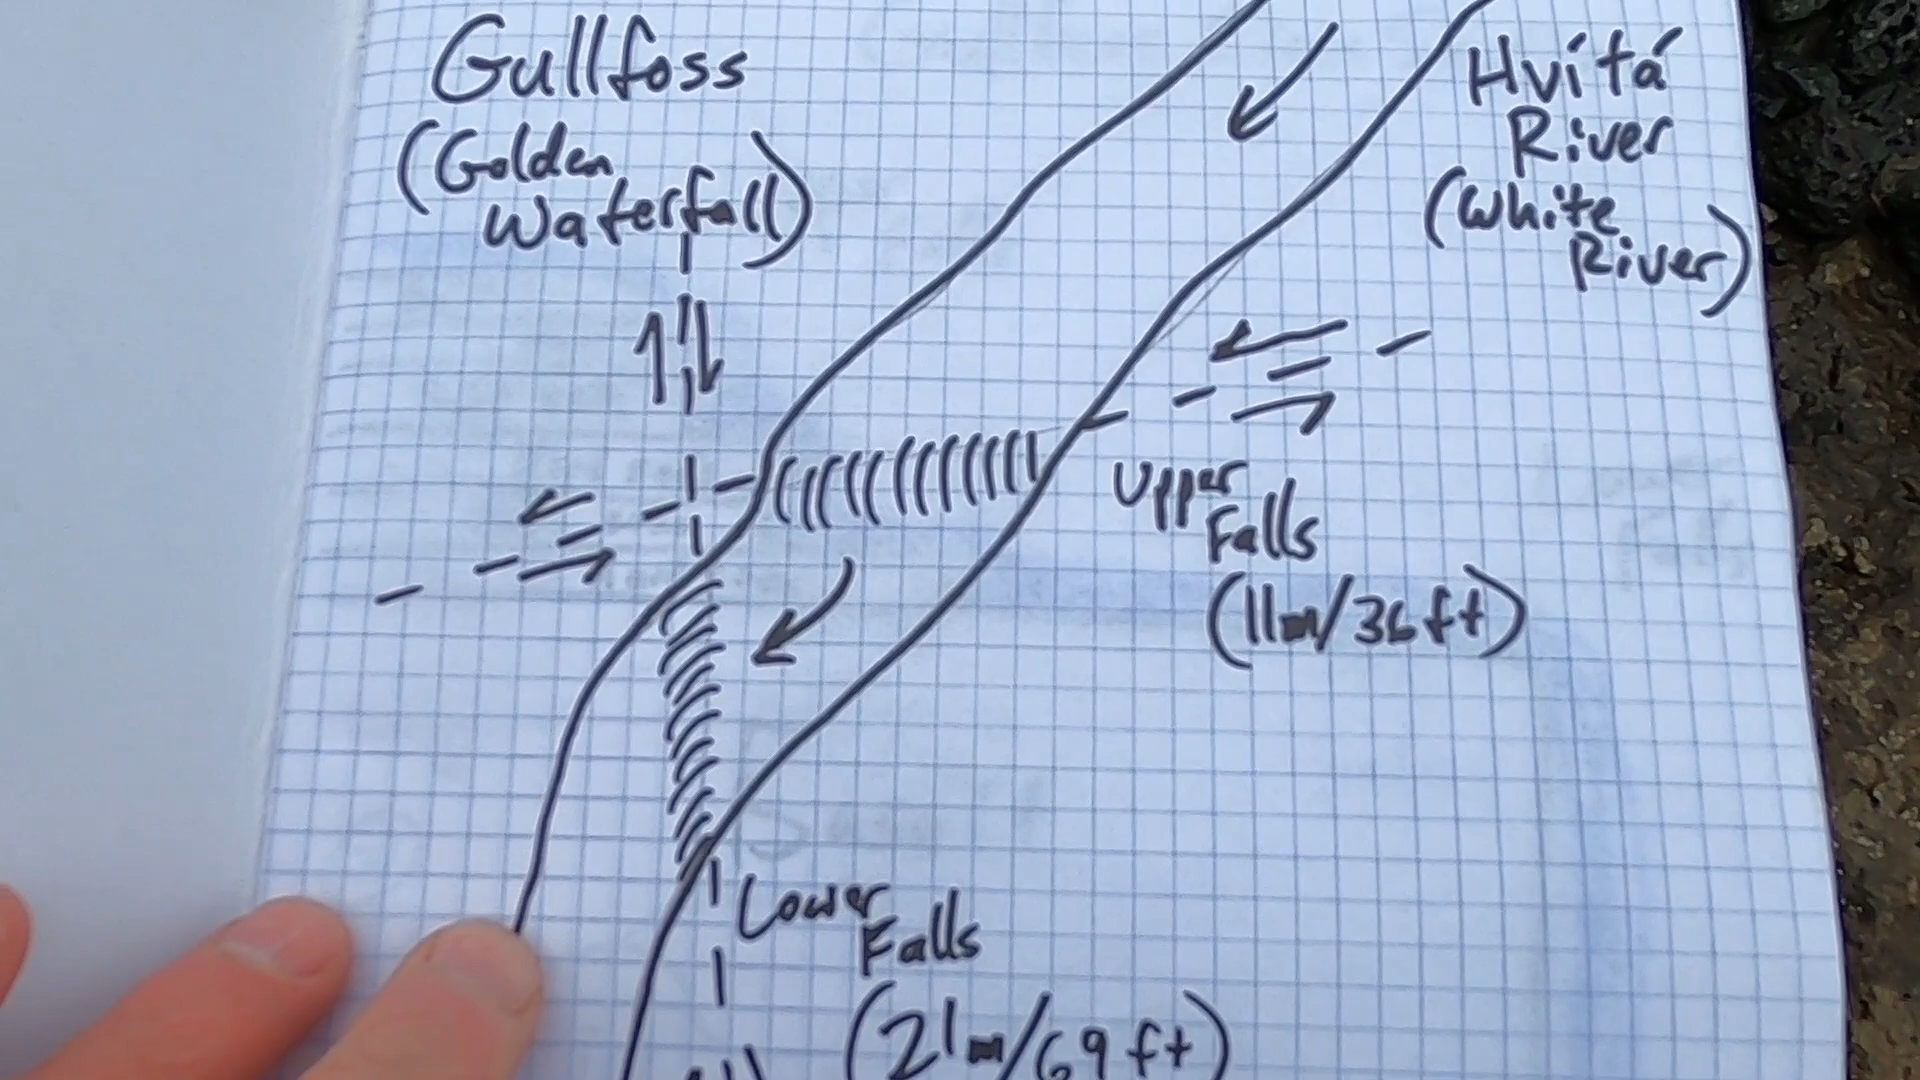 Gullfoss
(Golden
Waterfall)
Hvítá
River
(White
River)
Upper
Falls
(11m/36ft)
Lower
Falls
(21m/69ft)